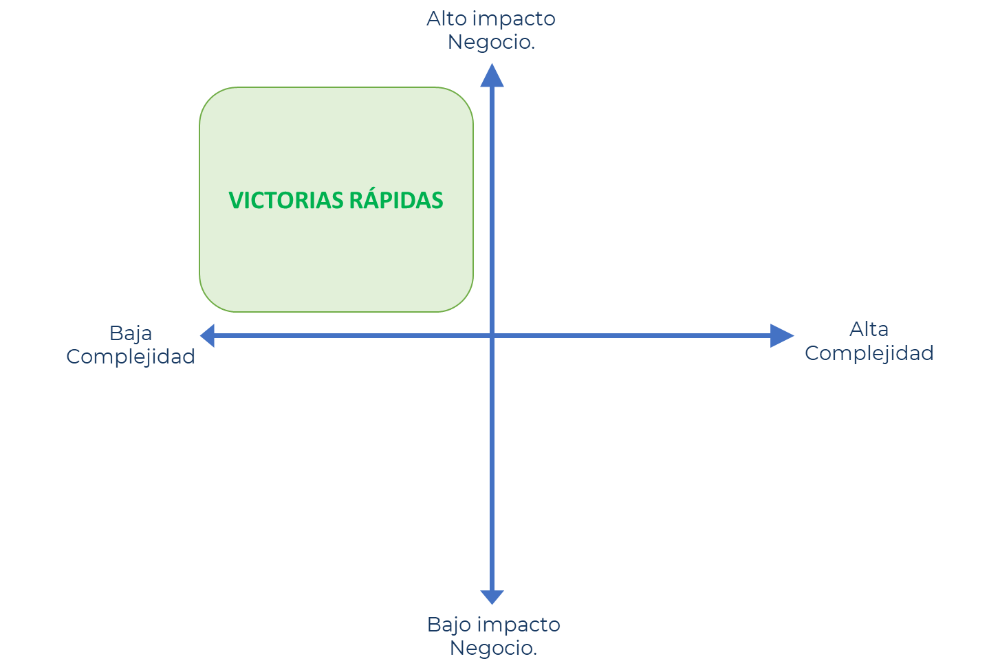 Alto impacto
Negocio.
VICTORIAS RÁPIDAS
Baja
Complejidad
Alta
Complejidad
Bajo impacto
Negocio.